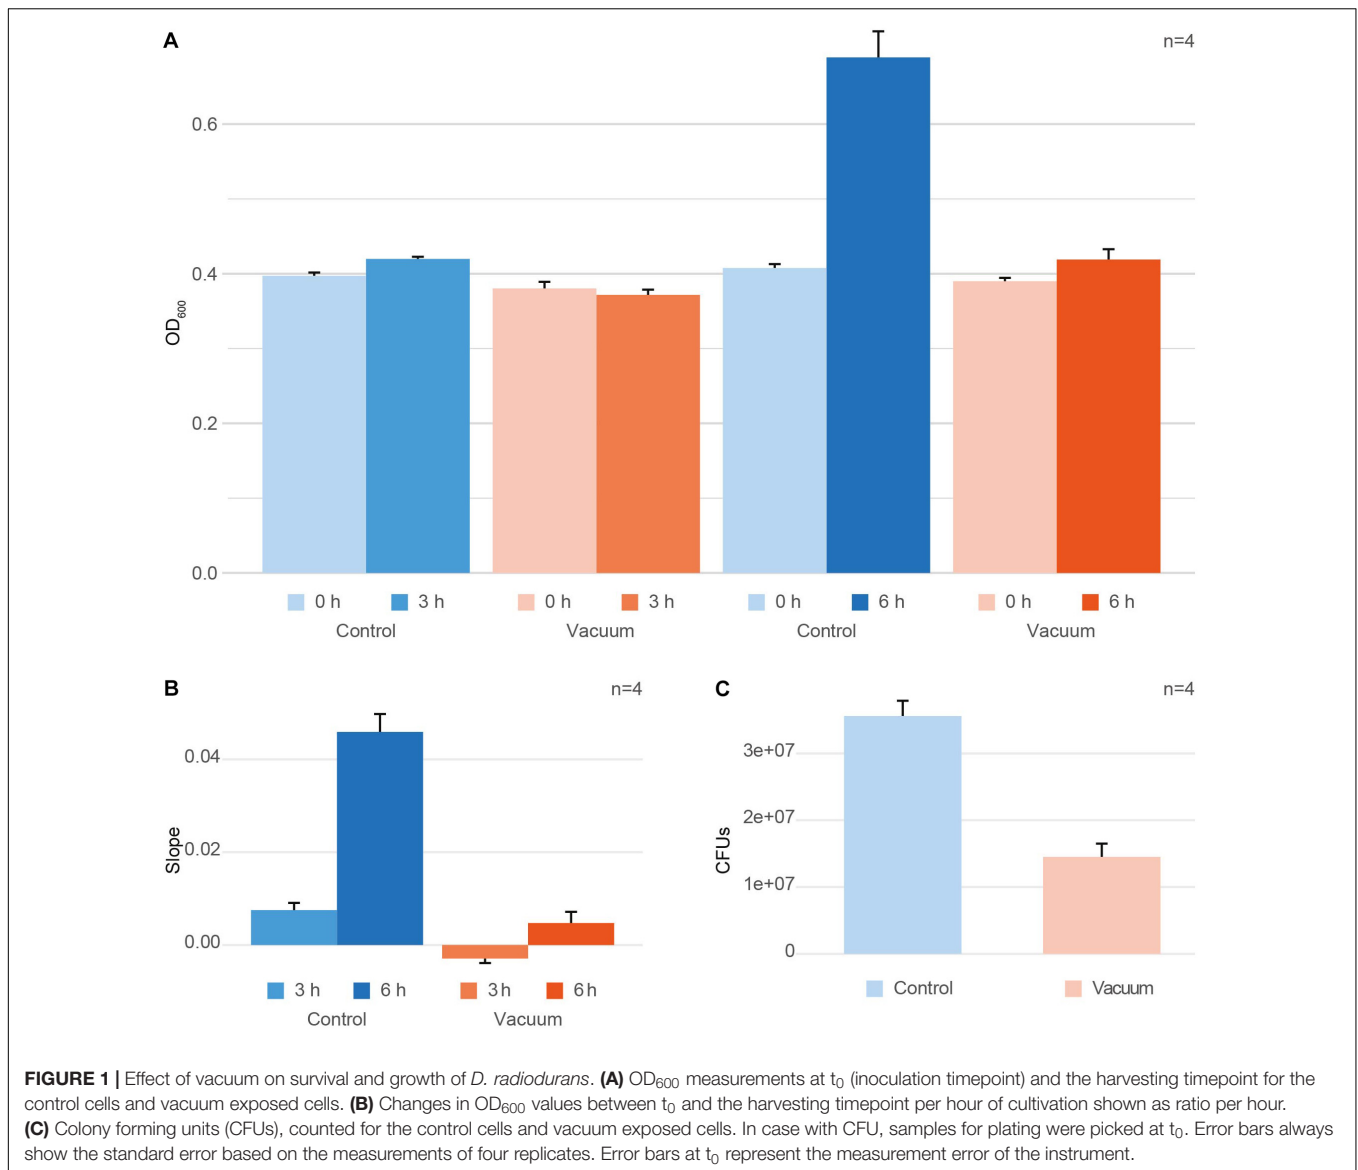 A
n=4
0.6
0.4
0.2
0.0
OD600
0 h 3 h 0 h 3 h 0 h 6 h 0 h 6 h
Control Vacuum Control Vacuum
B
n=4
0.04
0.02
0.00
Slope
3 h 6 h 3 h 6 h
Control Vacuum
C
n=4
3e+07
2e+07
1e+07
0
CFUs
Control Vacuum
FIGURE 1 | Effect of vacuum on survival and growth of D. radiodurans. (A) OD600 measurements at t0 (inoculation timepoint) and the harvesting timepoint for the
control cells and vacuum exposed cells. (B) Changes in OD600 values between t0 and the harvesting timepoint per hour of cultivation shown as ratio per hour.
(C) Colony forming units (CFUs), counted for the control cells and vacuum exposed cells. In case with CFU, samples for plating were picked at t0. Error bars always
show the standard error based on the measurements of four replicates. Error bars at t0 represent the measurement error of the instrument.